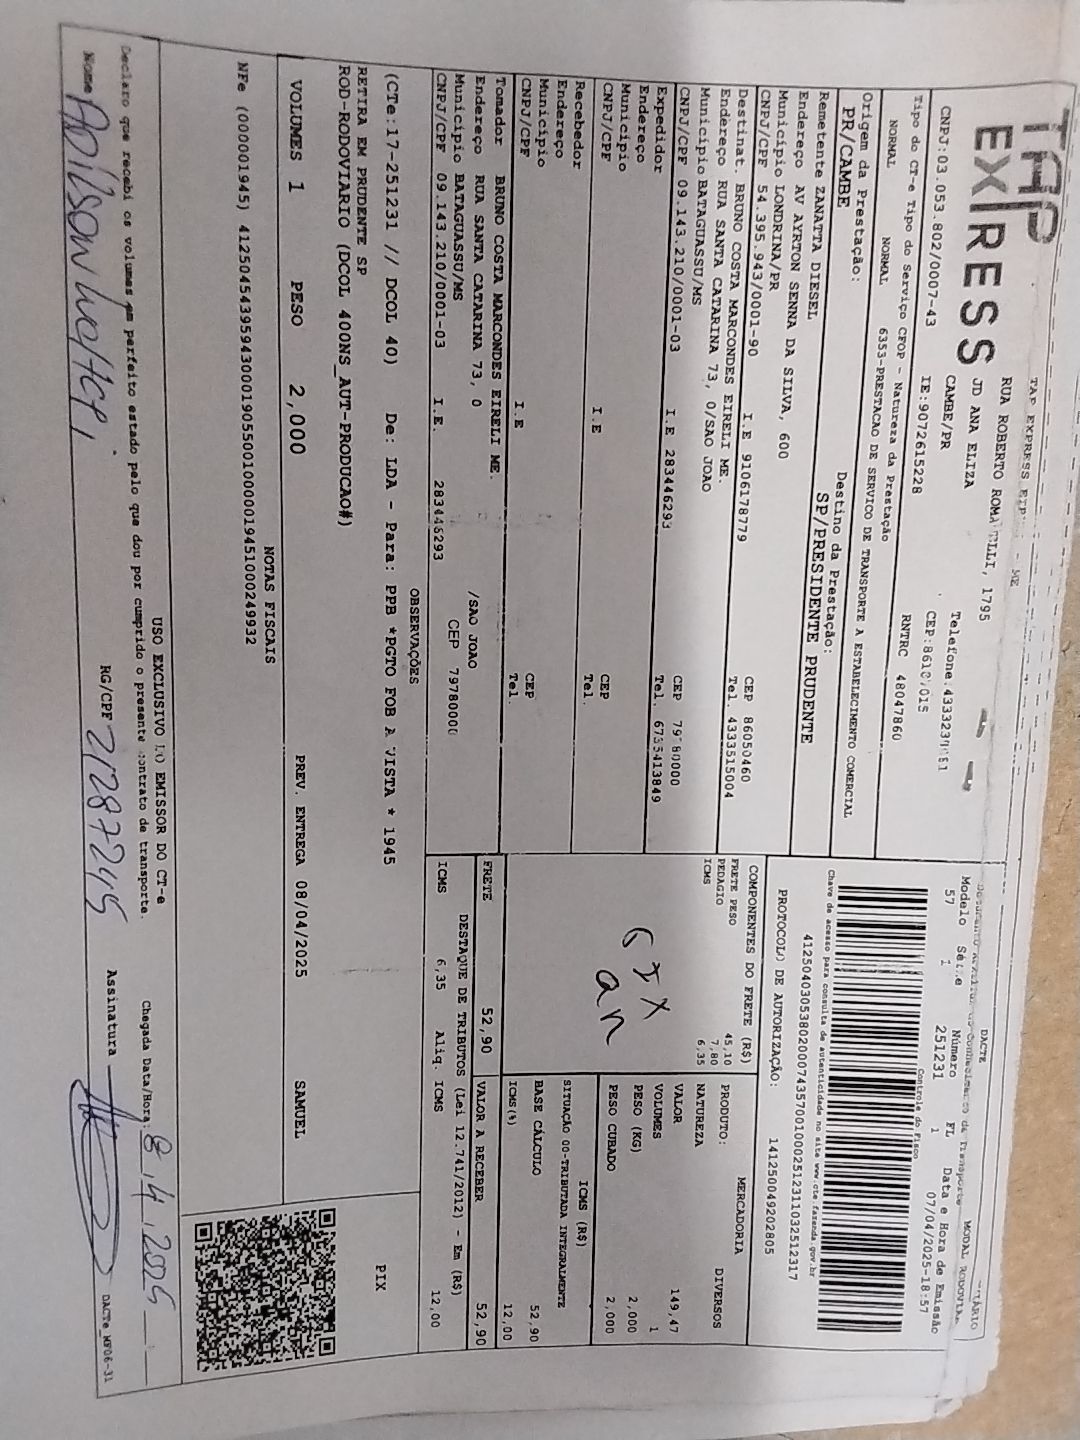 TAP
EXPRESS
TAP EXPRESS
RUA ROBERTO 1795
JD ANA ELIZA
CAMBE/PR
CNPJ:03.053.802/0007-43 IE:9072615228
Tipo do CT-e Tipo do Serviço CFOP - Natureza da Prestação RNTRC 48047860
NORMAL NORMAL 6353-PRESTACAO DE SERVICO DE TRANSPORTE A ESTABELECIMENTO COMERCIAL
Origem da Prestação: Destino da Prestação:
PR/CAMBE SP/PRESIDENTE PRUDENTE
Remetente ZANATTA DIESEL
Endereço AV AYRTON SENNA DA SILVA, 600
Município LONDRINA/PR CEP 86050460
CNPJ/CPF 54.395.943/0001-90 I.E 9106178779 Tel. 4333515004
Destinat. BRUNO COSTA MARCONDES EIRELI ME.
Endereço RUA SANTA CATARINA 73, 0/SAO JOAO
Município BATAGUASSU/MS
CNPJ/CPF 09.143.210/0001-03 I.E 283446293 Tel. 6735413849
Expedidor
Endereço
Município CEP
CNPJ/CPF I.E Tel.
Recebedor
Endereço
Município CEP
CNPJ/CPF I.E Tel.
Tomador BRUNO COSTA MARCONDES EIRELI ME.
Endereço RUA SANTA CATARINA 73, 0 /SAO JOAO
Município BATAGUASSU/MS CEP 79780000
CNPJ/CPF 09.143.210/0001-03 I.E. 283446293
OBSERVAÇÕES
(CTe:17-251231 // DCOL 40) De: LDA - Para: PPB *PGTO FOB A VISTA * 1945
RETIRA EM PRUDENTE SP
ROD-RODOVIARIO (DCOL 400NS_AUT-PRODUCAO#)
DACTE
MODAL
Modelo Número FL Data e Hora de Emissão
57 1 251231 1 07/04/2025-18:57
Controle do Fisco
Chave de acesso para consulta de autenticidade no site www.cte.fazenda.gov.br
41250403053802000743570010002512311032512317
PROTOCOLO DE AUTORIZAÇÃO: 141250049202805
COMPONENTES DO FRETE (R$)
FRETE PESO 45,10
PEDAGIO 7,80
ICMS 6,35
MERCADORIA
PRODUTO: DIVERSOS
NATUREZA
VALOR 149,47
VOLUMES 1
PESO (KG) 2,000
PESO CUBADO 2,000
ICMS (R$)
SITUAÇÃO 00-TRIBUTADA INTEGRALMENTE
BASE CÁLCULO 52,90
ICMS(%) 12,00
FRETE 52,90 VALOR A RECEBER 52,90
DESTAQUE DE TRIBUTOS (Lei 12.741/2012) - Em (R$)
ICMS 6,35 Aliq. ICMS 12,00
PIX
VOLUMES 1 PESO 2,000 PREV. ENTREGA 08/04/2025 SAMUEL
NOTAS FISCAIS
NFe (00001945) 41250454395943000190550010000019451000249932
USO EXCLUSIVO DO EMISSOR DO CT-e
Declaro que recebi os volumes em perfeito estado pelo que dou por cumprido o presente contrato de transporte. Chegada Data/Hora: 8/4/2025
Nome Adilson RG/CPF 21287245 Assinatura DACTe_MF06-31